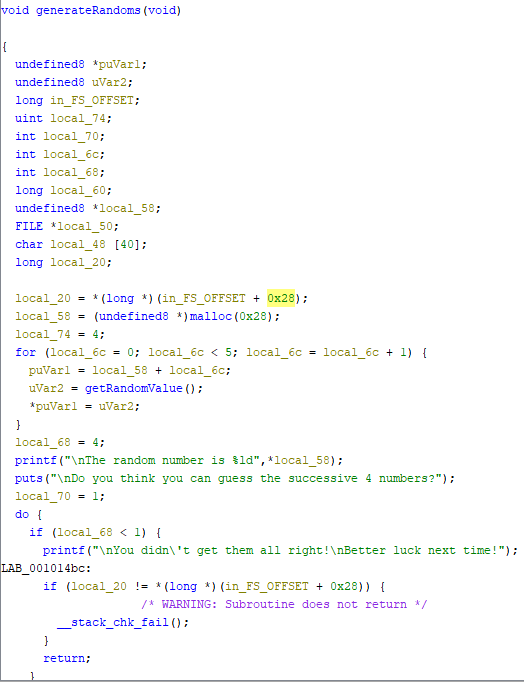 void generateRandoms(void)
{
undefined8 *puVar1;
undefined8 uVar2;
long in_FS_OFFSET;
uint local_74;
int local_70;
int local_6c;
int local_68;
long local_60;
undefined8 *local_58;
FILE *local_50;
char local_48 [40];
long local_20;
local_20 = *(long *)(in_FS_OFFSET + 0x28);
local_58 = (undefined8 *)malloc(0x28);
local_74 = 4;
for (local_6c = 0; local_6c < 5; local_6c = local_6c + 1) {
puVar1 = local_58 + local_6c;
uVar2 = getRandomValue();
*puVar1 = uVar2;
}
local_68 = 4;
printf("\nThe random number is %ld",*local_58);
puts("\nDo you think you can guess the successive 4 numbers?");
local_70 = 1;
do {
if (local_68 < 1) {
printf("\nYou didn\'t get them all right!\nBetter luck next time!");
LAB_001014bc:
if (local_20 != *(long *)(in_FS_OFFSET + 0x28)) {
/* WARNING: Subroutine does not return */
__stack_chk_fail();
}
return;
}